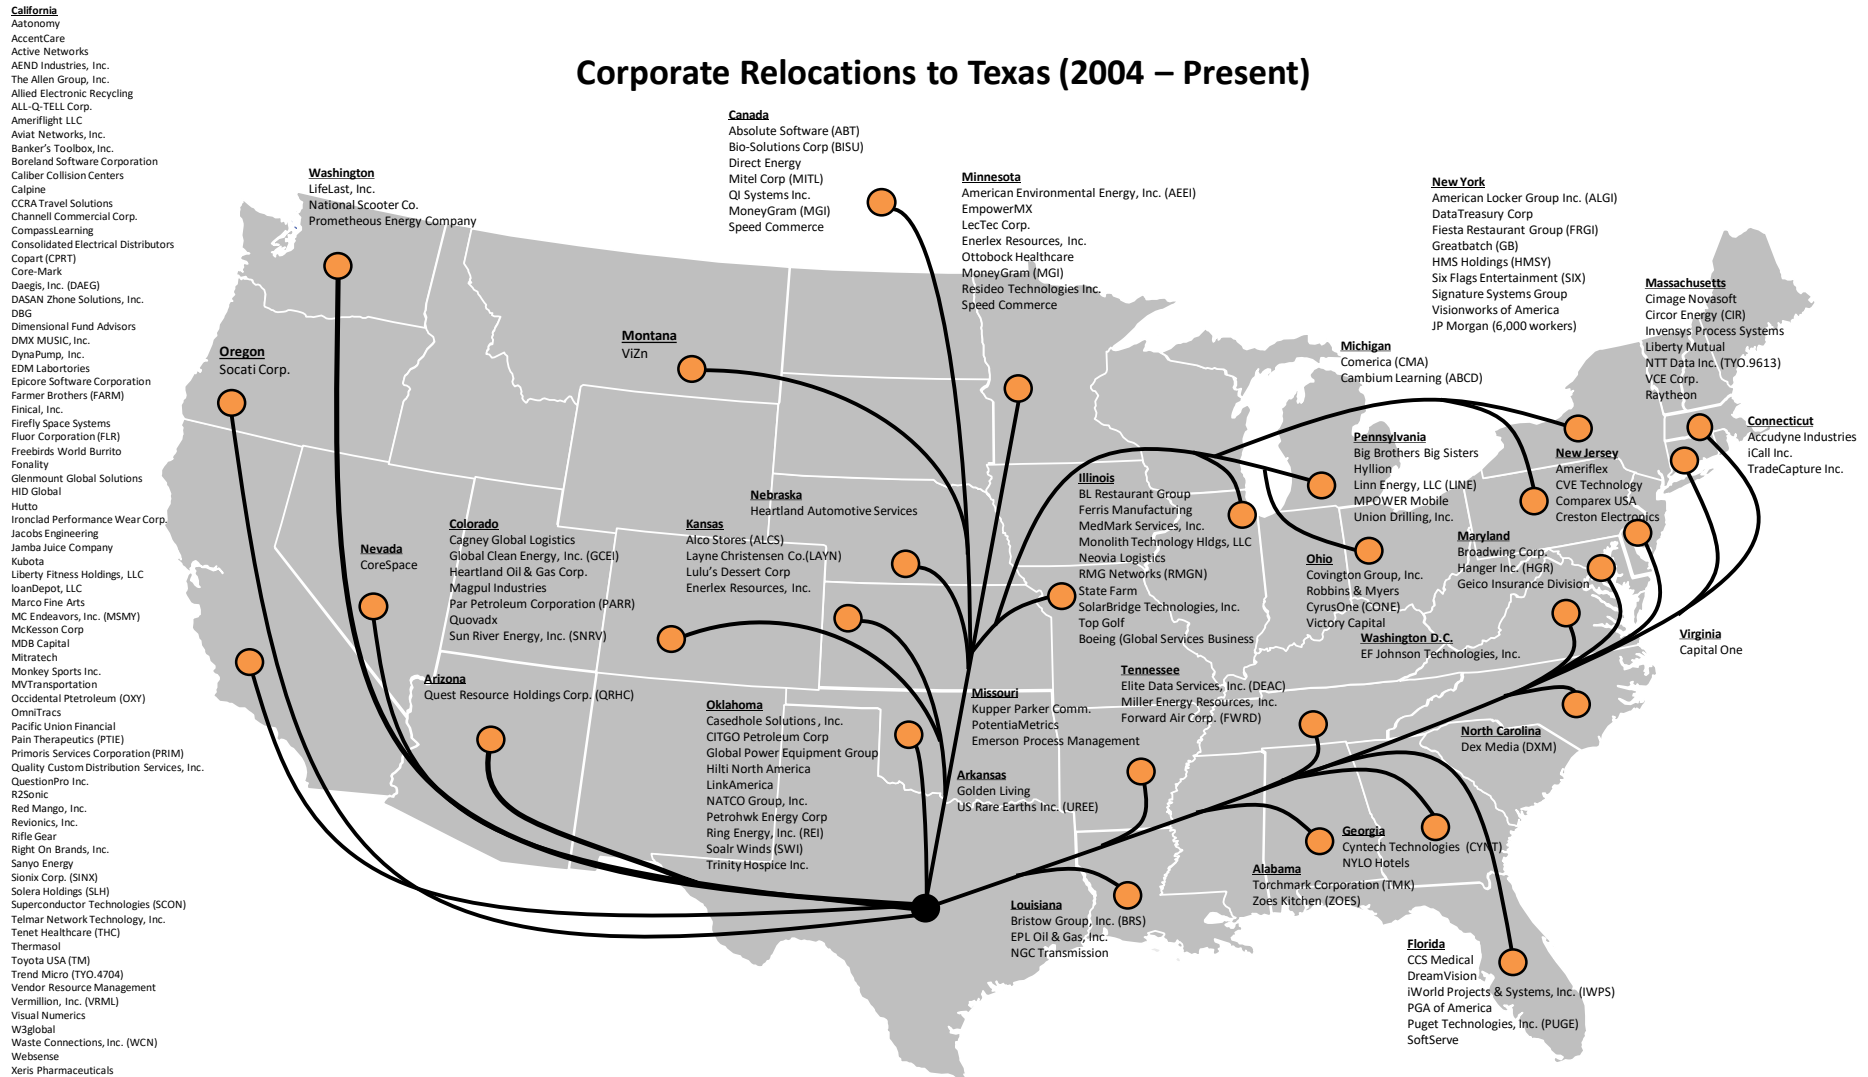 Corporate Relocations to Texas (2004 – Present)
California
Aatonomy
AccentCare
Active Networks
AEND Industries, Inc.
The Allen Group, Inc.
Allied Electronic Recycling
ALL-Q-TELL Corp.
Ameriflight LLC
Aviat Networks, Inc.
Banker's Toolbox, Inc.
Boreland Software Corporation
Caliber Collision Centers
Calpine
CCRA Travel Solutions
Channell Commercial Corp.
CompassLearning
Consolidated Electrical Distributors
Copart (CPRT)
Core-Mark
Daegis, Inc. (DAEG)
DASAN Zhone Solutions, Inc.
DBG
Dimensional Fund Advisors
DMX MUSIC, Inc.
DynaPump, Inc.
EDM Labortories
Epicore Software Corporation
Farmer Brothers (FARM)
Finical, Inc.
Firefly Space Systems
Fluor Corporation (FLR)
Freebirds World Burrito
Fonality
Glenmount Global Solutions
HID Global
Hutto
Ironclad Performance Wear Corp.
Jacobs Engineering
Jamba Juice Company
Kubota
Liberty Fitness Holdings, LLC
loanDepot, LLC
Marco Fine Arts
MC Endeavors, Inc. (MSMY)
McKesson Corp
MDB Capital
Mitratech
Monkey Sports Inc.
MVTransportation
Occidental Ptetroleum (OXY)
OmniTracs
Pacific Union Financial
Pain Therapeutics (PTIE)
Primoris Services Corporation (PRIM)
Quality Custom Distribution Services, Inc.
QuestionPro Inc.
R2Sonic
Red Mango, Inc.
Revionics, Inc.
Rifle Gear
Right On Brands, Inc.
Sanyo Energy
Sionix Corp. (SINX)
Solera Holdings (SLH)
Superconductor Technologies (SCON)
Telmar Network Technology, Inc.
Tenet Healthcare (THC)
Thermasol
Toyota USA (TM)
Trend Micro (TYO.4704)
Vendor Resource Management
Vermillion, Inc. (VRML)
Visual Numerics
W3global
Waste Connections, Inc. (WCN)
Websense
Xeris Pharmaceuticals
Washington
LifeLast, Inc.
National Scooter Co.
Prometheous Energy Company
Oregon
Socati Corp.
Montana
ViZn
Canada
Absolute Software (ABT)
Bio-Solutions Corp (BISU)
Direct Energy
Mitel Corp (MITL)
QI Systems Inc.
MoneyGram (MGI)
Speed Commerce
Minnesota
American Environmental Energy, Inc. (AEEI)
EmpowerMX
LecTec Corp.
Enerlex Resources, Inc.
Ottobock Healthcare
MoneyGram (MGI)
Resideo Technologies Inc.
Speed Commerce
New York
American Locker Group Inc. (ALGI)
DataTreasury Corp
Fiesta Restaurant Group (FRGI)
Greatbatch (GB)
HMS Holdings (HMSY)
Six Flags Entertainment (SIX)
Signature Systems Group
Visionworks of America
JP Morgan (6,000 workers)
Massachusetts
Cimage Novasoft
Circor Energy (CIR)
Invensys Process Systems
Liberty Mutual
NTT Data Inc. (TYO.9613)
VCE Corp.
Raytheon
Michigan
Comerica (CMA)
Cambium Learning (ABCD)
Connecticut
Accudyne Industries
iCall Inc.
TradeCapture Inc.
Pennsylvania
Big Brothers Big Sisters
Hyllion
Linn Energy, LLC (LINE)
MPOWER Mobile
Union Drilling, Inc.
New Jersey
Ameriflex
CVE Technology
Comparex USA
Creston Electronics
Illinois
BL Restaurant Group
Ferris Manufacturing
MedMark Services, Inc.
Monolith Technology Hldgs, LLC
Neovia Logistics
RMG Networks (RMGN)
State Farm
SolarBridge Technologies, Inc.
Top Golf
Boeing (Global Services Business
Nebraska
Heartland Automotive Services
Kansas
Alco Stores (ALCS)
Layne Christensen Co.(LAYN)
Lulu's Dessert Corp
Enerlex Resources, Inc.
Colorado
Cagney Global Logistics
Global Clean Energy, Inc. (GCEI)
Heartland Oil & Gas Corp.
Magpul Industries
Par Petroleum Corporation (PARR)
Quovadx
Sun River Energy, Inc. (SNRV)
Nevada
CoreSpace
Maryland
Broadwing Corp.
Hanger Inc. (HGR)
Geico Insurance Division
Ohio
Covington Group, Inc.
Robbins & Myers
CyrusOne (CONE)
Victory Capital
Washington D.C.
EF Johnson Technologies, Inc.
Virginia
Capital One
Arizona
Quest Resource Holdings Corp. (QRHC)
Tennessee
Elite Data Services, Inc. (DEAC)
Miller Energy Resources, Inc.
Forward Air Corp. (FWRD)
Missouri
Kupper Parker Comm.
PotentiaMetrics
Emerson Process Management
Oklahoma
Casedhole Solutions, Inc.
CITGO Petroleum Corp
Global Power Equipment Group
Hilti North America
LinkAmerica
NATCO Group, Inc.
Petrohwk Energy Corp
Ring Energy, Inc. (REI)
Soalr Winds (SWI)
Trinity Hospice Inc.
North Carolina
Dex Media (DXM)
Arkansas
Golden Living
US Rare Earths Inc. (UREE)
Georgia
Cyntech Technologies (CYNT)
NYLO Hotels
Alabama
Torchmark Corporation (TMK)
Zoes Kitchen (ZOES)
Louisiana
Bristow Group, Inc. (BRS)
EPL Oil & Gas, Inc.
NGC Transmission
Florida
CCS Medical
DreamVision
iWorld Projects & Systems, Inc. (IWPS)
PGA of America
Puget Technologies, Inc. (PUGE)
SoftServe